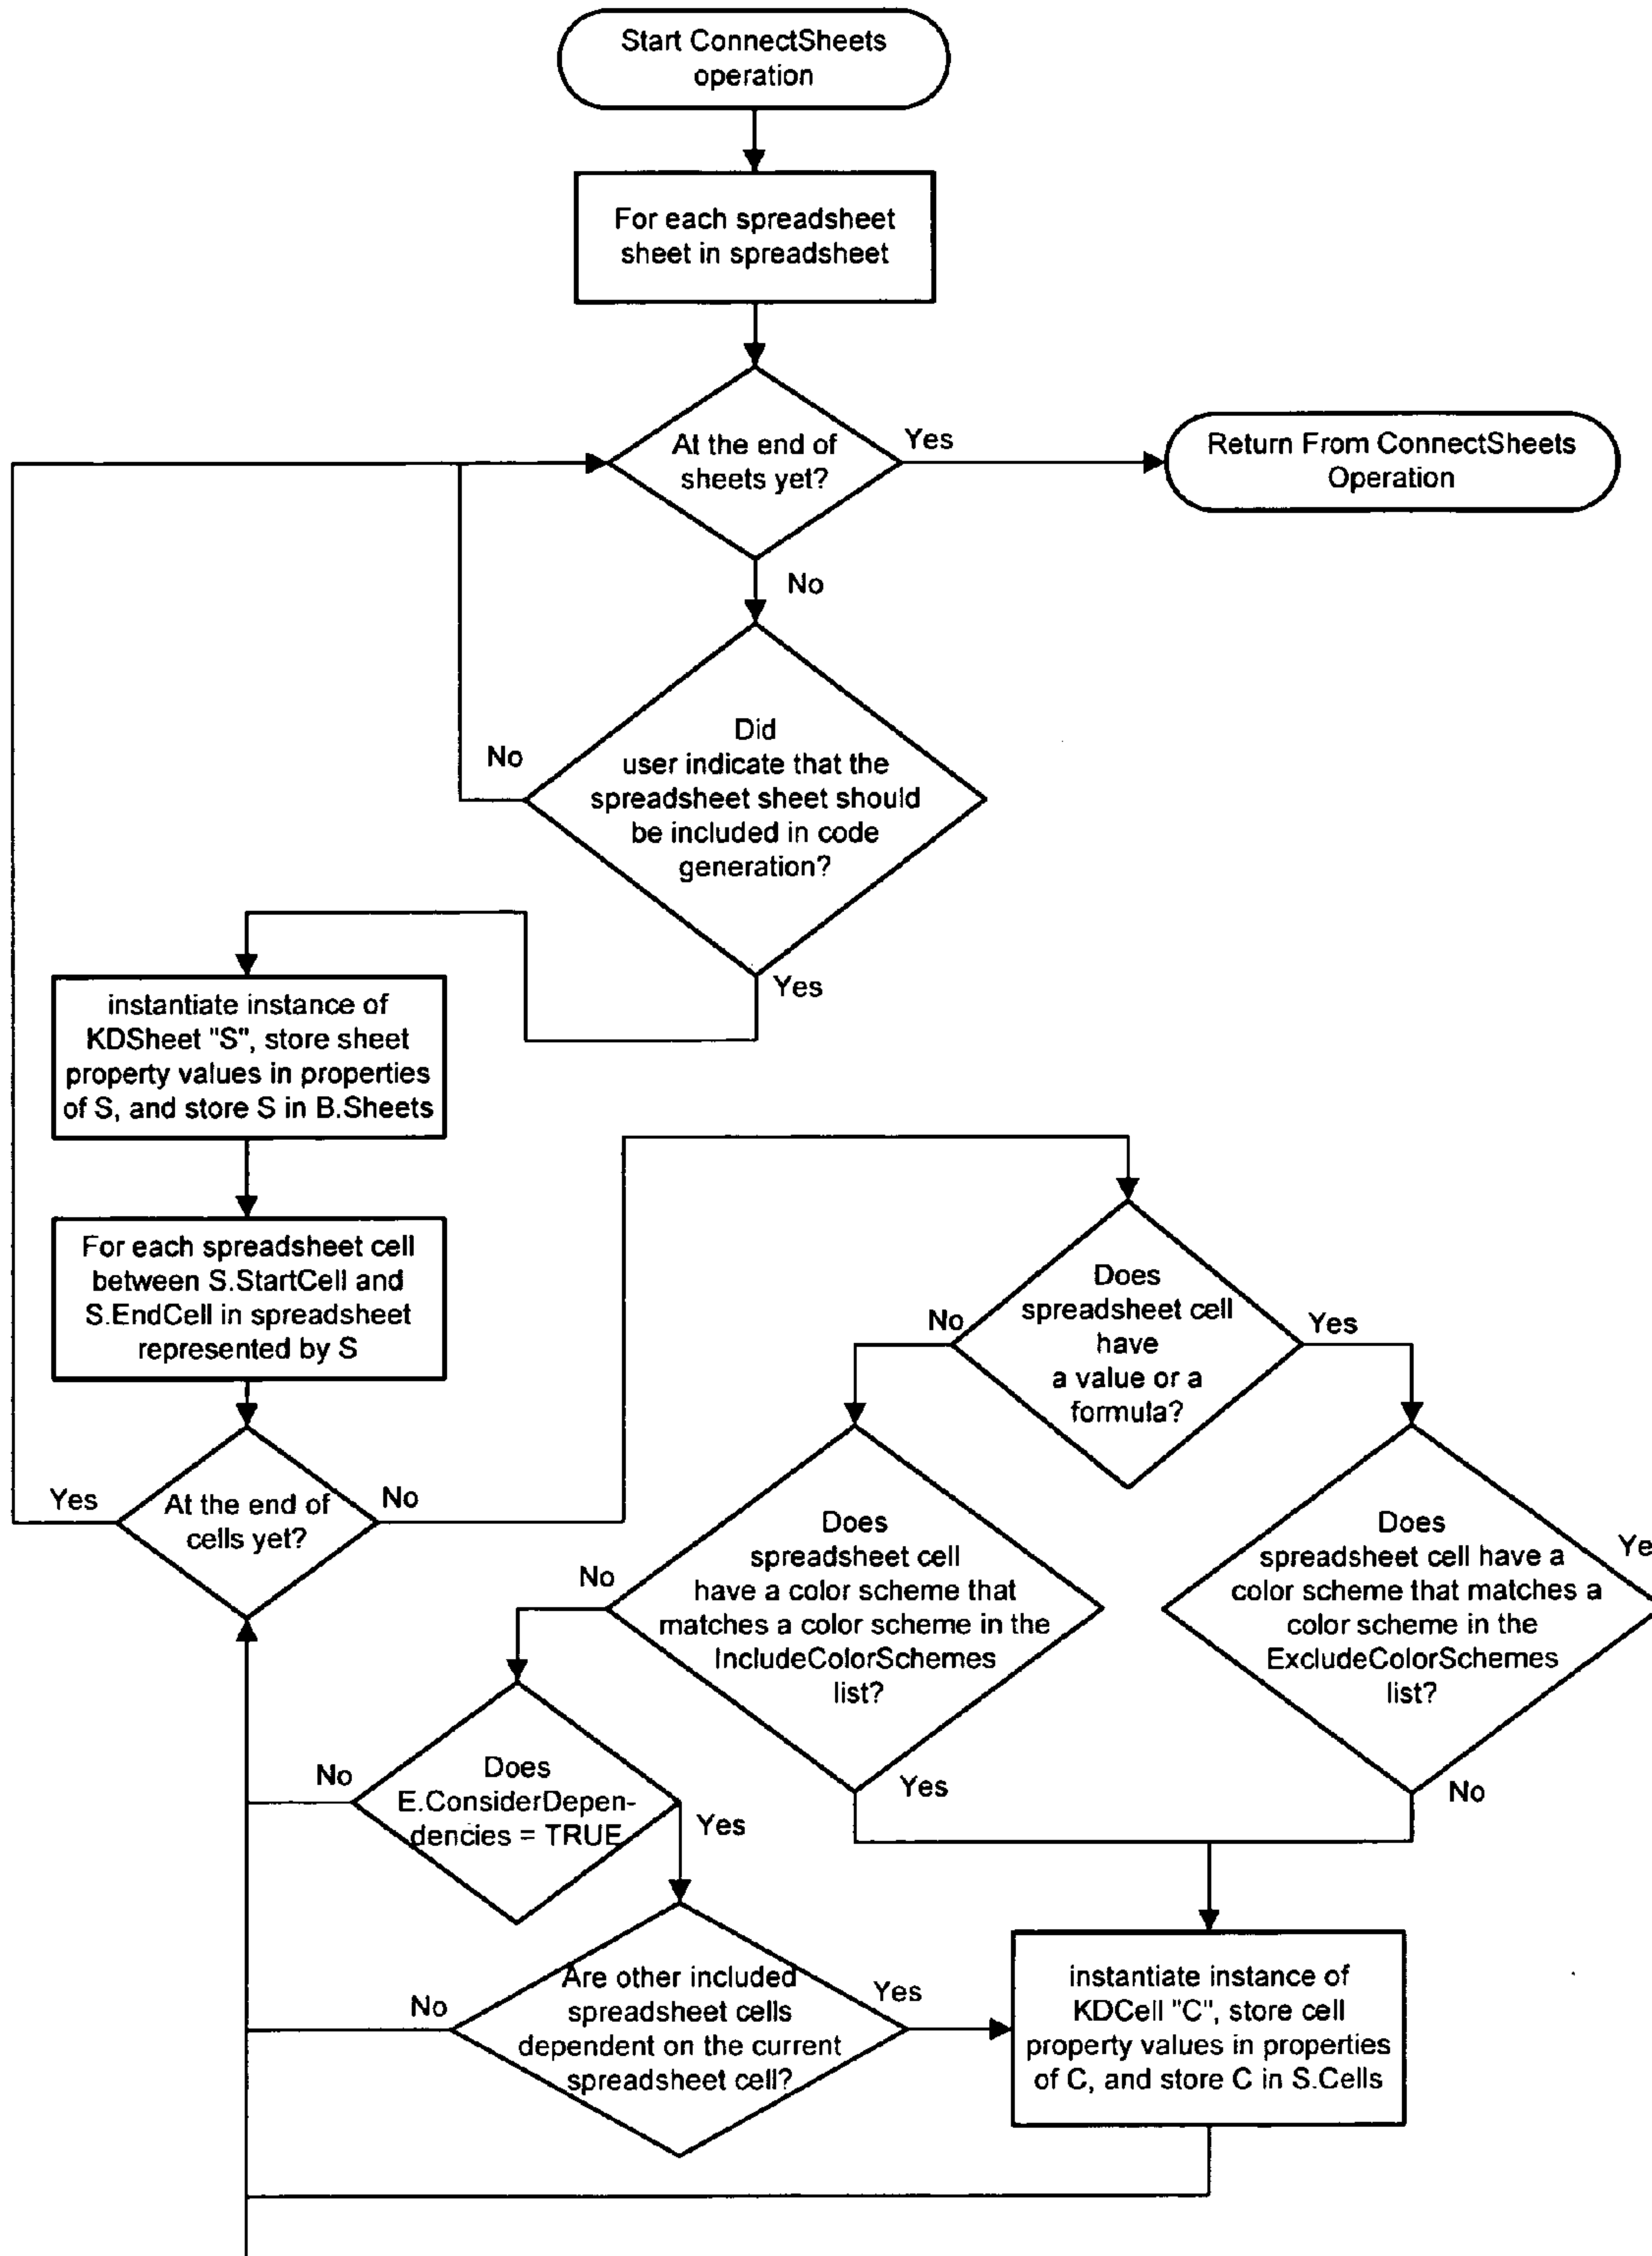 Start ConnectSheets
operation
For each spreadsheet
sheet in spreadsheet
At the end of
sheets yet?
Yes
Return From ConnectSheets
Operation
No
Did
user indicate that the
spreadsheet sheet should
be included in code
generation?
No
Yes
instantiate instance of
KDSheet "S", store sheet
property values in properties
of S, and store S in B.Sheets
For each spreadsheet cell
between S.StartCell and
S.EndCell in spreadsheet
represented by S
At the end of
cells yet?
Yes
No
Does
spreadsheet cell
have
a value or a
formula?
No
Yes
Does
spreadsheet cell
have a color scheme that
matches a color scheme in the
IncludeColorSchemes
list?
No
Yes
Does
spreadsheet cell have a
color scheme that matches a
color scheme in the
ExcludeColorSchemes
list?
Ye
No
Does
E.ConsiderDepen-
dencies = TRUE
No
Yes
Are other included
spreadsheet cells
dependent on the current
spreadsheet cell?
No
Yes
instantiate instance of
KDCell "C", store cell
property values in properties
of C, and store C in S.Cells